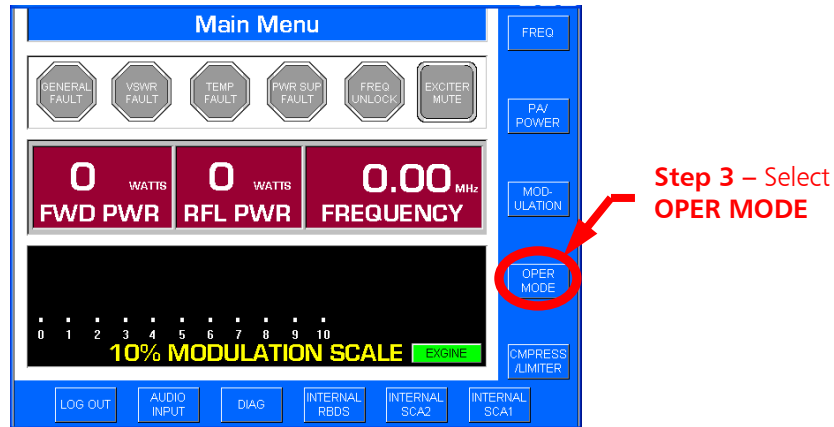 Main Menu
FREQ
GENERAL
FAULT
VSWR
FAULT
TEMP
FAULT
PWR SUP
FAULT
FREQ
UNLOCK
EXCITER
MUTE
PA/
POWER
0 WATTS
FWD PWR
0 WATTS
RFL PWR
0.00 MHz
FREQUENCY
MOD-
ULATION
Step 3 – Select
OPER MODE
OPER
MODE
0 1 2 3 4 5 6 7 8 9 10
10% MODULATION SCALE
EXGINE
CMPRESS
/LIMITER
LOG OUT
AUDIO
INPUT
DIAG
INTERNAL
RBDS
INTERNAL
SCA2
INTERNAL
SCA1